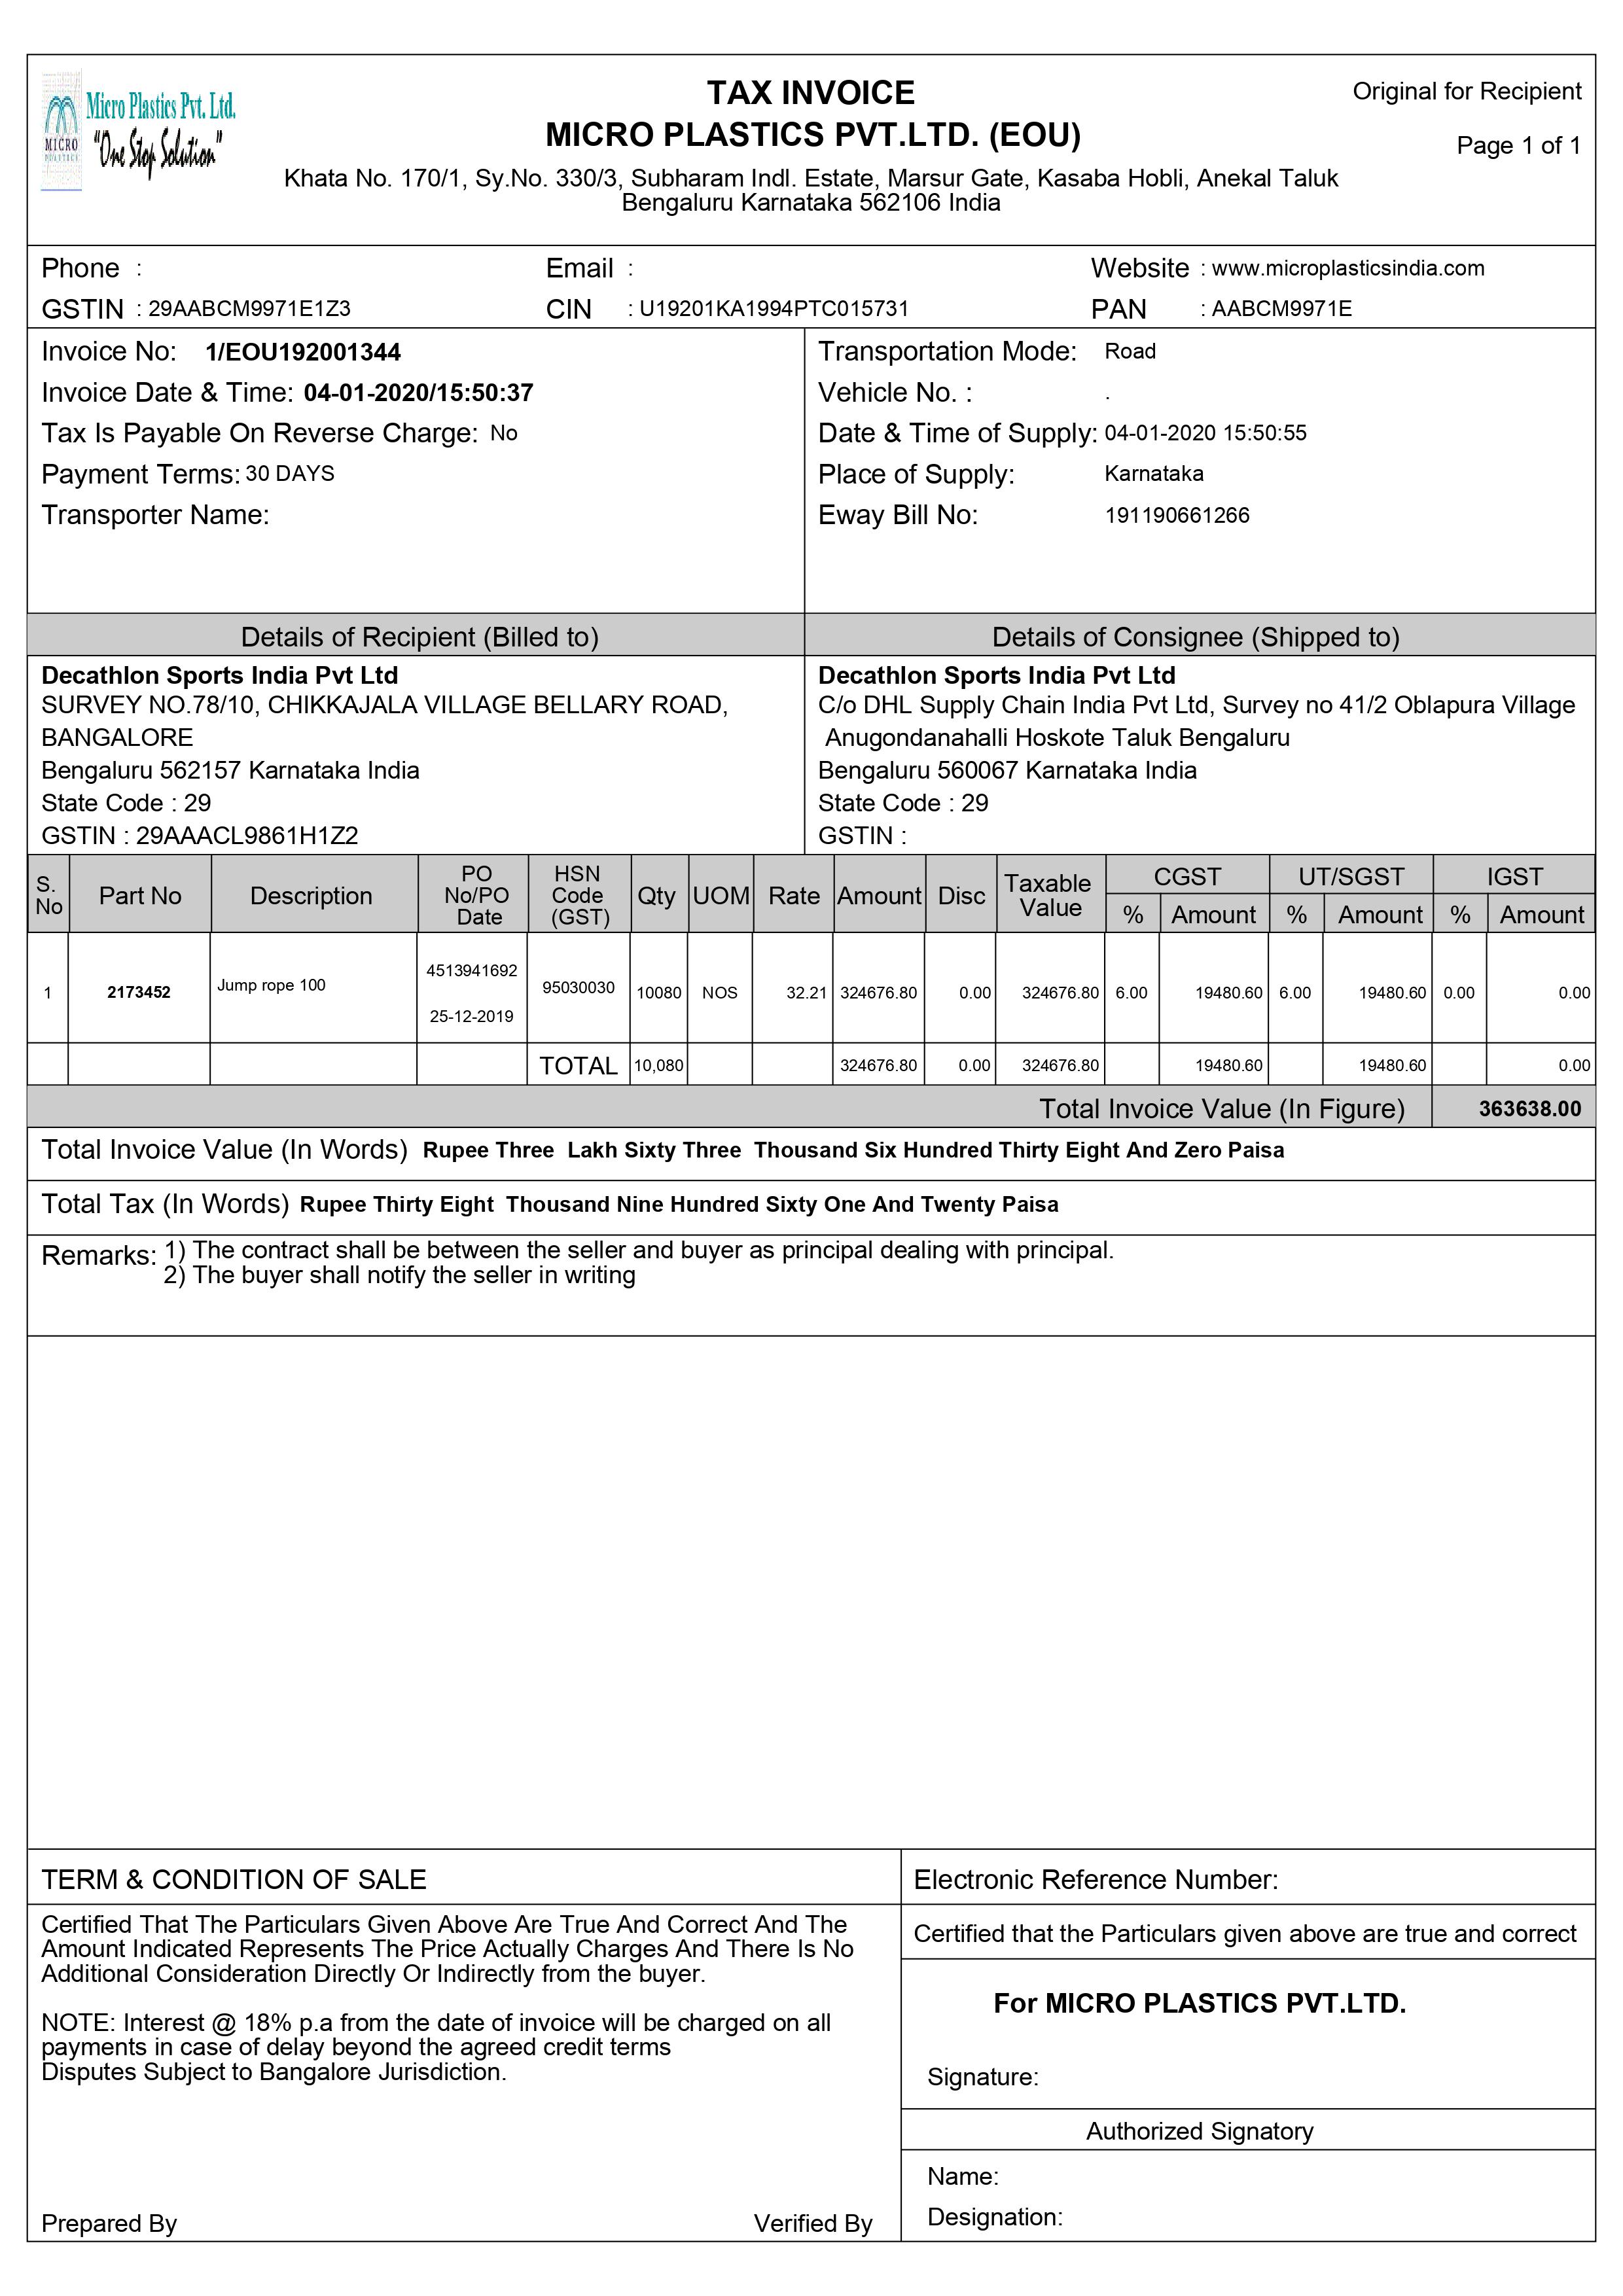 Micro Plastics Pvt. Ltd.
MICRO
PLASTICS
"One Stop Solution"
TAX INVOICE
Original for Recipient
MICRO PLASTICS PVT.LTD. (EOU)
Page 1 of 1
Khata No. 170/1, Sy.No. 330/3, Subharam Indl. Estate, Marsur Gate, Kasaba Hobli, Anekal Taluk
Bengaluru Karnataka 562106 India
Phone : Email : Website : www.microplasticsindia.com
GSTIN : 29AABCM9971E1Z3 CIN : U19201KA1994PTC015731 PAN : AABCM9971E
Invoice No: 1/EOU192001344
Invoice Date & Time: 04-01-2020/15:50:37
Tax Is Payable On Reverse Charge: No
Payment Terms: 30 DAYS
Transporter Name:
Transportation Mode: Road
Vehicle No. : .
Date & Time of Supply: 04-01-2020 15:50:55
Place of Supply: Karnataka
Eway Bill No: 191190661266
Details of Recipient (Billed to)
Decathlon Sports India Pvt Ltd
SURVEY NO.78/10, CHIKKAJALA VILLAGE BELLARY ROAD,
BANGALORE
Bengaluru 562157 Karnataka India
State Code : 29
GSTIN : 29AAACL9861H1Z2
Details of Consignee (Shipped to)
Decathlon Sports India Pvt Ltd
C/o DHL Supply Chain India Pvt Ltd, Survey no 41/2 Oblapura Village
Anugondanahalli Hoskote Taluk Bengaluru
Bengaluru 560067 Karnataka India
State Code : 29
GSTIN :
S. No Part No Description PO No/PO Date HSN Code (GST) Qty UOM Rate Amount Disc Taxable Value CGST UT/SGST IGST
% Amount % Amount % Amount
1 2173452 Jump rope 100 4513941692 25-12-2019 95030030 10080 NOS 32.21 324676.80 0.00 324676.80 6.00 19480.60 6.00 19480.60 0.00 0.00
TOTAL 10,080 324676.80 0.00 324676.80 19480.60 19480.60 0.00
Total Invoice Value (In Figure) 363638.00
Total Invoice Value (In Words) Rupee Three Lakh Sixty Three Thousand Six Hundred Thirty Eight And Zero Paisa
Total Tax (In Words) Rupee Thirty Eight Thousand Nine Hundred Sixty One And Twenty Paisa
Remarks: 1) The contract shall be between the seller and buyer as principal dealing with principal.
2) The buyer shall notify the seller in writing
TERM & CONDITION OF SALE
Certified That The Particulars Given Above Are True And Correct And The
Amount Indicated Represents The Price Actually Charges And There Is No
Additional Consideration Directly Or Indirectly from the buyer.
NOTE: Interest @ 18% p.a from the date of invoice will be charged on all
payments in case of delay beyond the agreed credit terms
Disputes Subject to Bangalore Jurisdiction.
Prepared By Verified By
Electronic Reference Number:
Certified that the Particulars given above are true and correct
For MICRO PLASTICS PVT.LTD.
Signature:
Authorized Signatory
Name:
Designation: